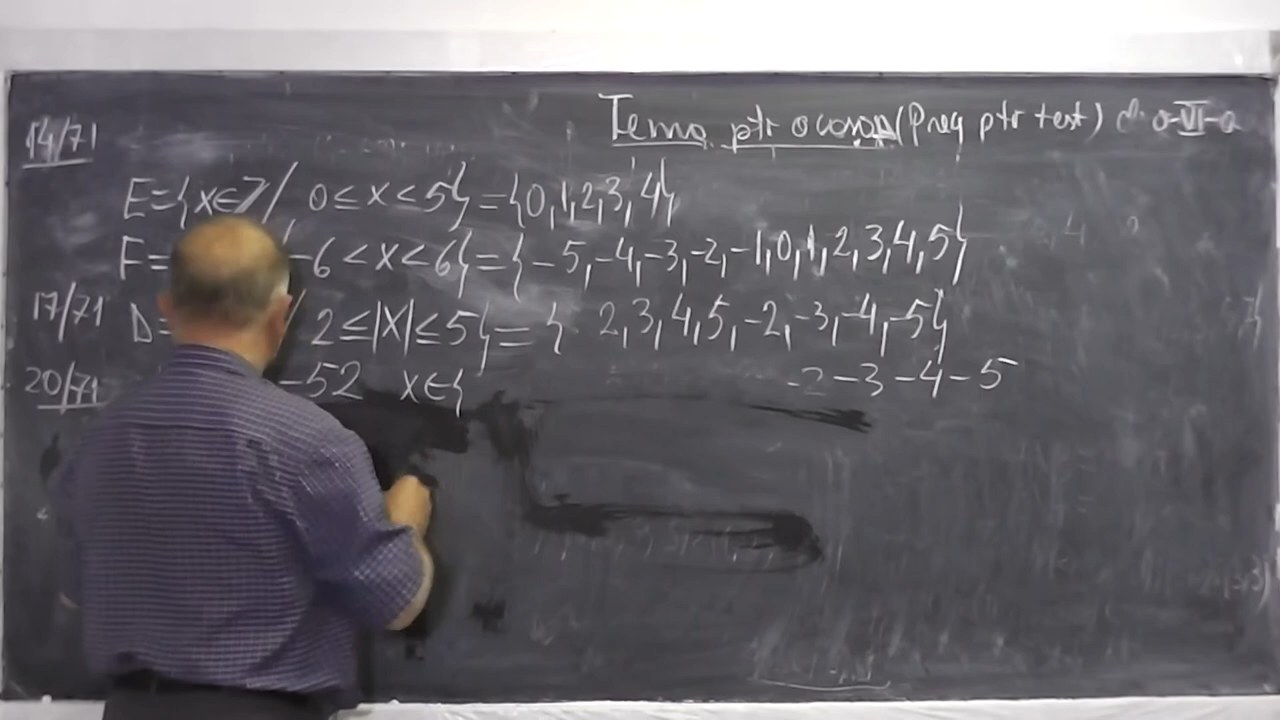 Tema ptr acasă (Preg ptr test) cl. a-VI-a
14/71
E={x∈Z/ 0≤x<5}={0,1,2,3,4}
F= -6<x<6}={-5,-4,-3,-2,-1,0,1,2,3,4,5}
17/71 D= / 2≤|x|≤5}={ 2,3,4,5,-2,-3,-4,-5}
20/71 -52 x∈{ -2-3-4-5